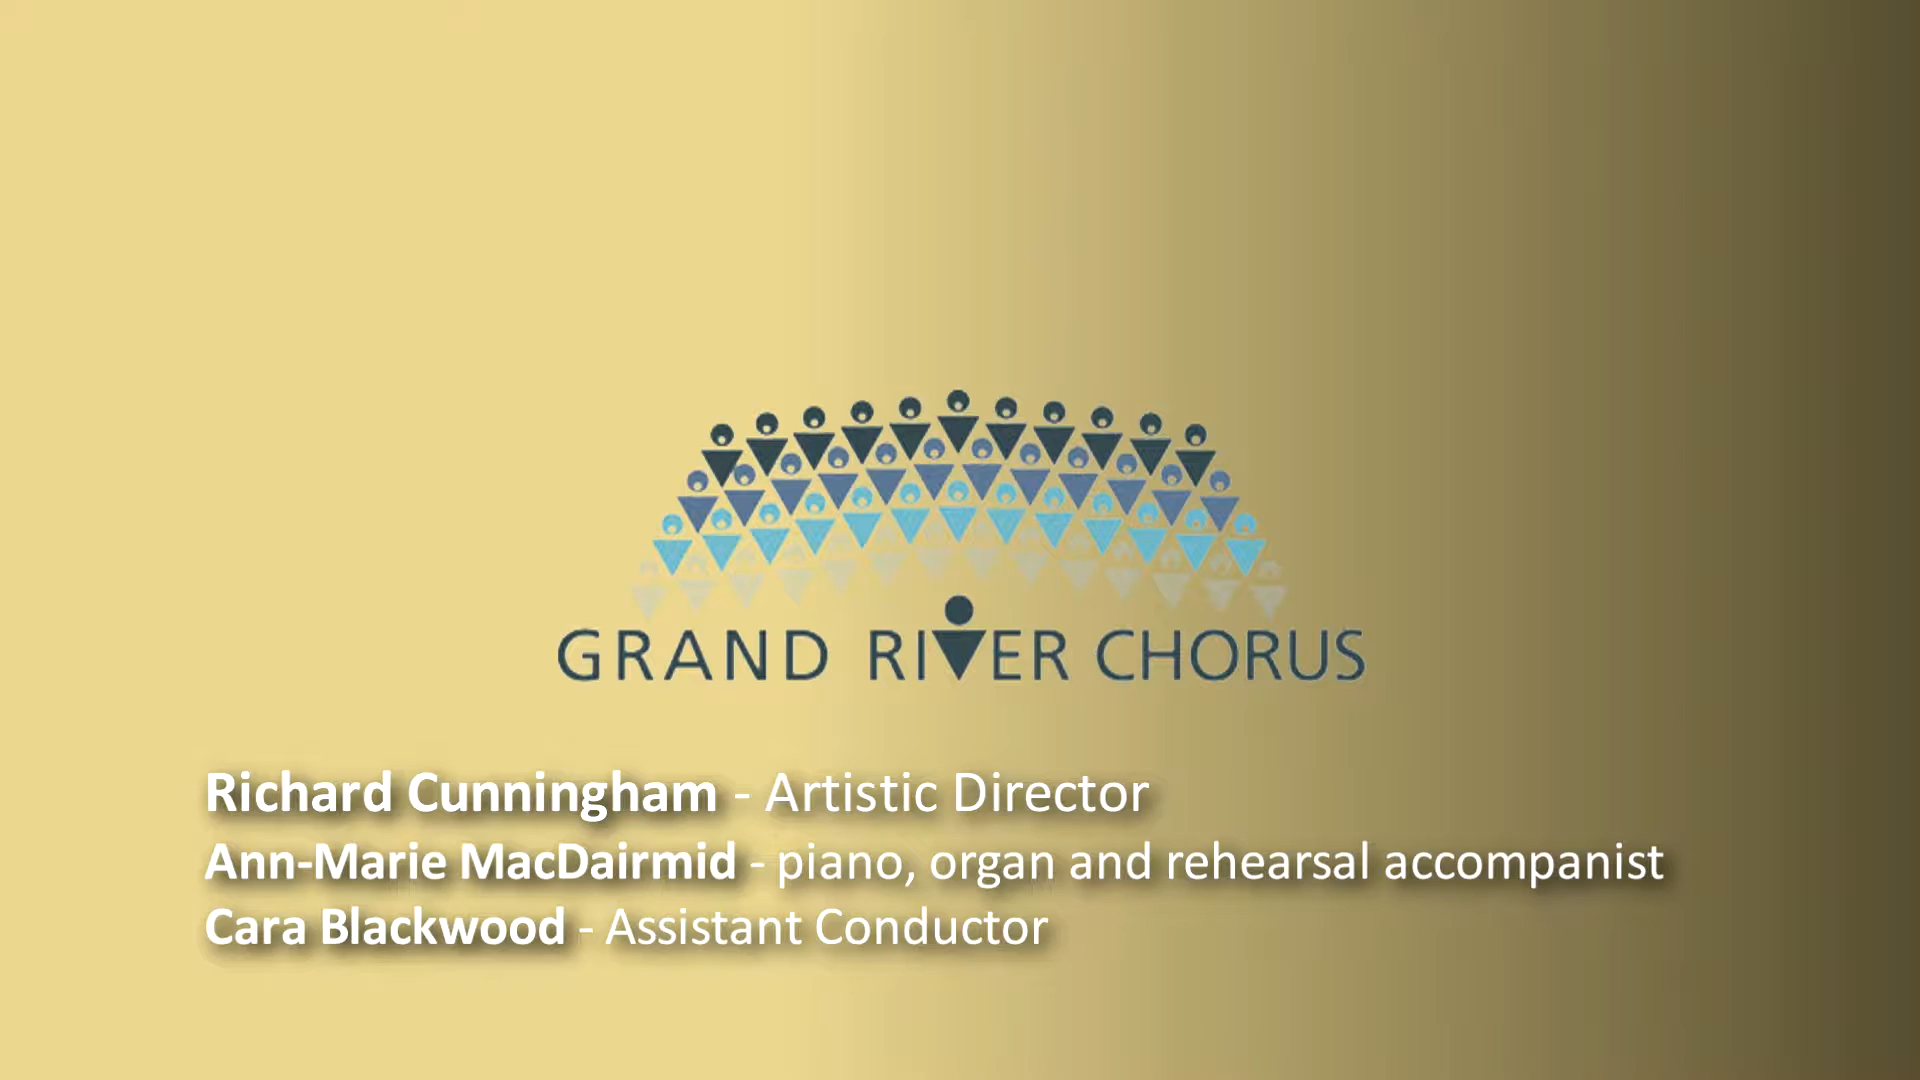 GRAND RIVER CHORUS
Richard Cunningham - Artistic Director
Ann-Marie MacDairmid - piano, organ and rehearsal accompanist
Cara Blackwood - Assistant Conductor